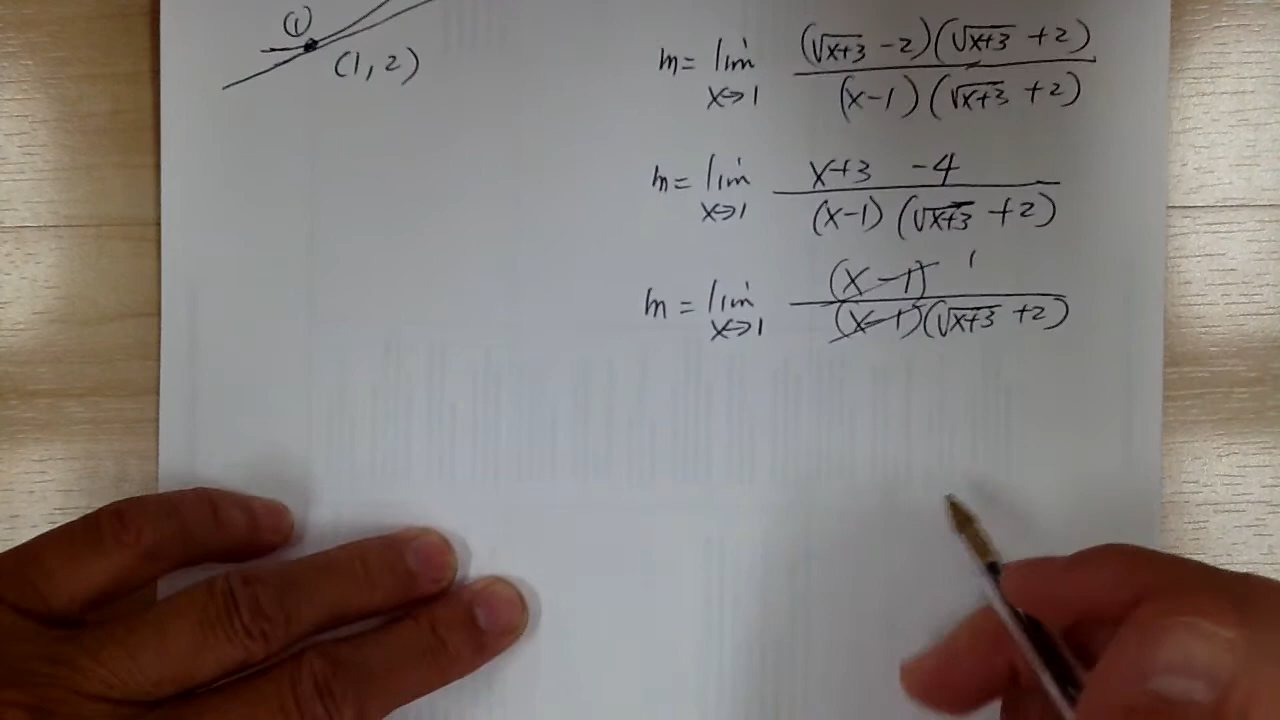 ①
(1, 2)
m = lim x→1 (√x+3 - 2)(√x+3 + 2) / (x-1)(√x+3 + 2)
m = lim x→1 x+3 -4 / (x-1)(√x+3 + 2)
m = lim x→1 (x-1) 1 / (x-1)(√x+3 + 2)